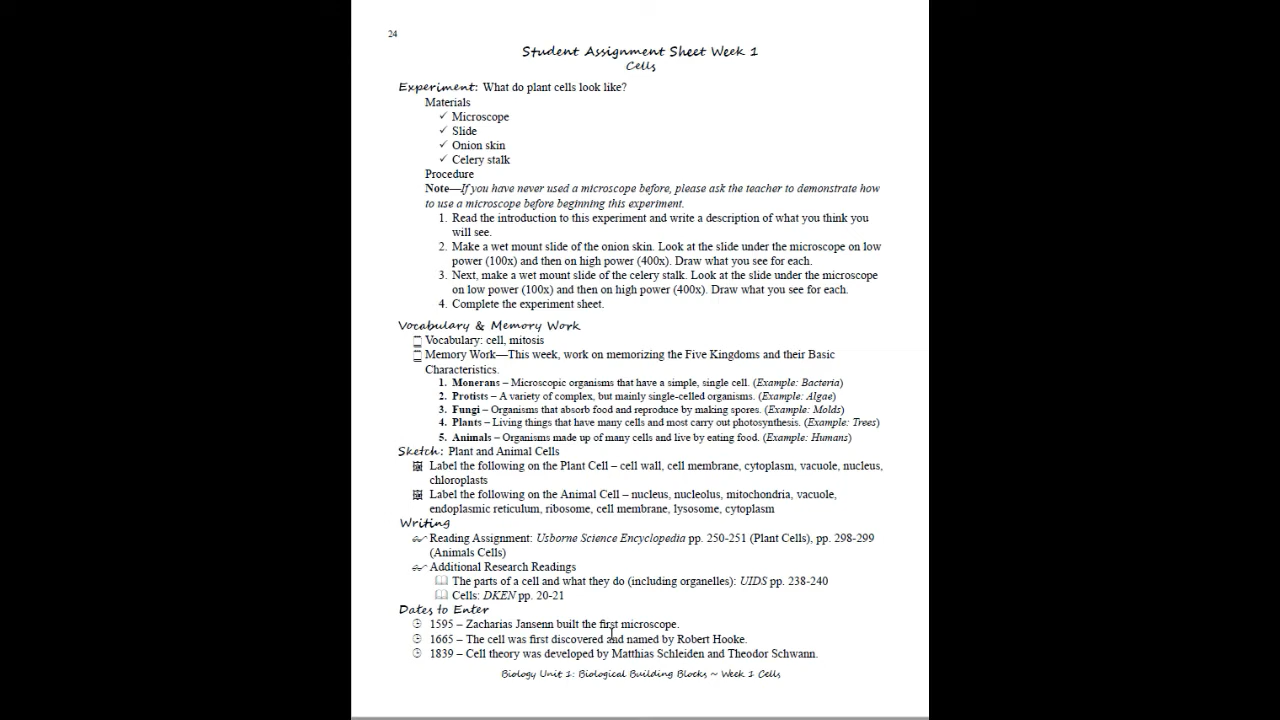 24
Student Assignment Sheet Week 1
Cells
Experiment: What do plant cells look like?
Materials
✓ Microscope
✓ Slide
✓ Onion skin
✓ Celery stalk
Procedure
Note—If you have never used a microscope before, please ask the teacher to demonstrate how
to use a microscope before beginning this experiment.
1. Read the introduction to this experiment and write a description of what you think you
will see.
2. Make a wet mount slide of the onion skin. Look at the slide under the microscope on low
power (100x) and then on high power (400x). Draw what you see for each.
3. Next, make a wet mount slide of the celery stalk. Look at the slide under the microscope
on low power (100x) and then on high power (400x). Draw what you see for each.
4. Complete the experiment sheet.
Vocabulary & Memory Work
Vocabulary: cell, mitosis
Memory Work—This week, work on memorizing the Five Kingdoms and their Basic
Characteristics.
1. Monerans – Microscopic organisms that have a simple, single cell. (Example: Bacteria)
2. Protists – A variety of complex, but mainly single-celled organisms. (Example: Algae)
3. Fungi – Organisms that absorb food and reproduce by making spores. (Example: Molds)
4. Plants – Living things that have many cells and most carry out photosynthesis. (Example: Trees)
5. Animals – Organisms made up of many cells and live by eating food. (Example: Humans)
Sketch: Plant and Animal Cells
Label the following on the Plant Cell – cell wall, cell membrane, cytoplasm, vacuole, nucleus,
chloroplasts
Label the following on the Animal Cell – nucleus, nucleolus, mitochondria, vacuole,
endoplasmic reticulum, ribosome, cell membrane, lysosome, cytoplasm
Writing
Reading Assignment: Usborne Science Encyclopedia pp. 250-251 (Plant Cells), pp. 298-299
(Animals Cells)
Additional Research Readings
The parts of a cell and what they do (including organelles): UIDS pp. 238-240
Cells: DKEN pp. 20-21
Dates to Enter
1595 – Zacharias Jansenn built the first microscope.
1665 – The cell was first discovered and named by Robert Hooke.
1839 – Cell theory was developed by Matthias Schleiden and Theodor Schwann.
Biology Unit 1: Biological Building Blocks ~ Week 1 Cells